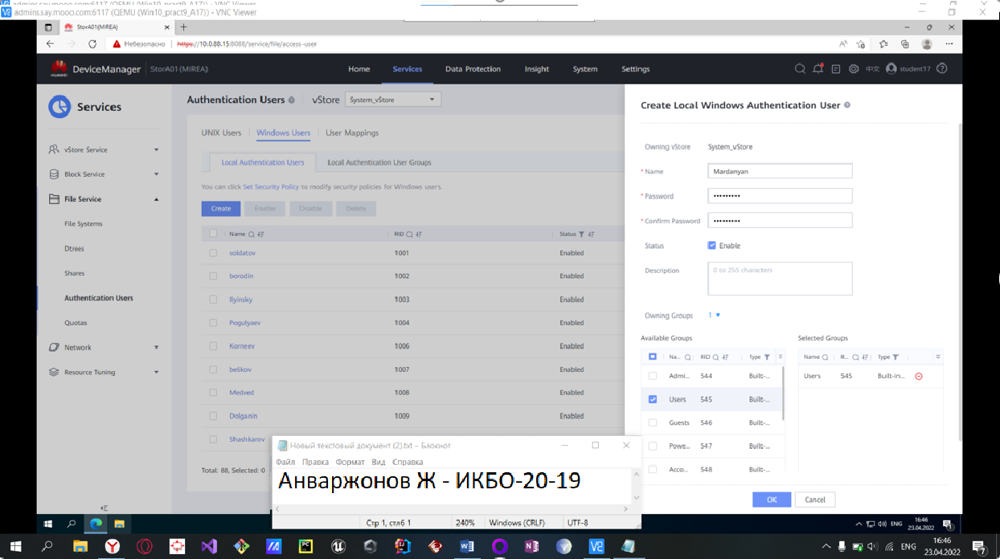 admins.say.mooo.com:6117 (QEMU (Win10_pract9_A17)) - VNC Viewer
admins.say.mooo.com:6117 (QEMU (Win10_pract9_A17)) - VNC Viewer
StorA01(MIREA)
Небезопасно https://10.0.88.15:8088/service/file/access-user
HUAWEI DeviceManager StorA01(MIREA) Home Services Data Protection Insight System Settings 中文 student17
Services
vStore Service
Block Service
File Service
File Systems
Dtrees
Shares
Authentication Users
Quotas
Network
Resource Tuning
Authentication Users vStore System_vStore
UNIX Users Windows Users User Mappings
Local Authentication Users Local Authentication User Groups
You can click Set Security Policy to modify security policies for Windows users.
Create Enable Disable Delete
Name RID Status
soldatov 1001 Enabled
borodin 1002 Enabled
Ilyinsky 1003 Enabled
Pogulyaev 1004 Enabled
Korneev 1006 Enabled
belikov 1007 Enabled
Medved 1008 Enabled
Dolganin 1009 Enabled
Shashkarov
Total: 88, Selected: 0
Create Local Windows Authentication User
Owning vStore System_vStore
* Name Mardanyan
* Password •••••••••
* Confirm Password •••••••••
Status Enable
Description 0 to 255 characters
Owning Groups 1
Available Groups
Na... RID Type
Admi... 544 Built-...
Users 545 Built-...
Guests 546 Built-...
Powe... 547 Built-...
Acco... 548 Built-...
Selected Groups
Name R... Type
Users 545 Built-in...
OK Cancel
Новый текстовый документ (2).txt – Блокнот
Файл Правка Формат Вид Справка
Анваржонов Ж - ИКБО-20-19
Стр 1, стлб 1 240% Windows (CRLF) UTF-8
ENG 16:46
23.04.2022
ENG 16:46
23.04.2022
7